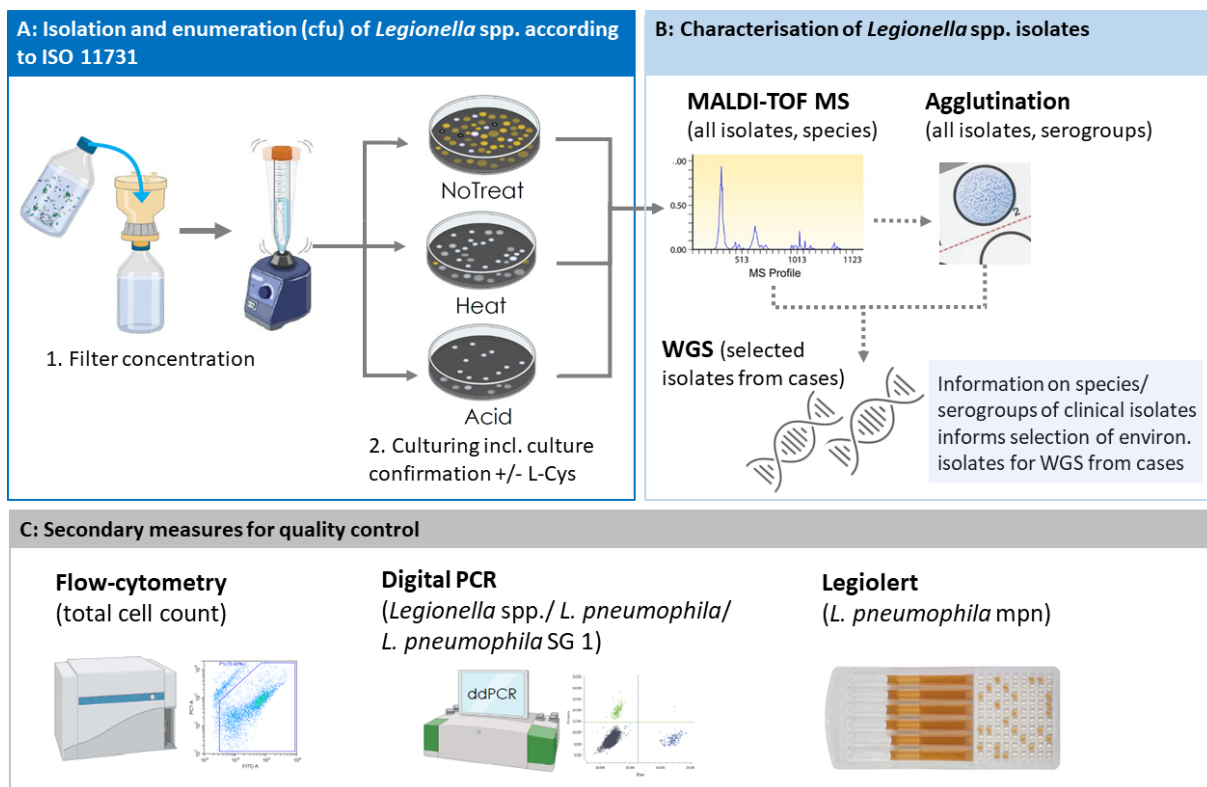 A: Isolation and enumeration (cfu) of Legionella spp. according
to ISO 11731
NoTreat
Heat
Acid
1. Filter concentration
2. Culturing incl. culture
confirmation +/- L-Cys
B: Characterisation of Legionella spp. isolates
MALDI-TOF MS
(all isolates, species)
.00
0.50
0.00
513
1013
1123
MS Profile
Agglutination
(all isolates, serogroups)
2
WGS (selected
isolates from cases)
Information on species/
serogroups of clinical isolates
informs selection of environ.
isolates for WGS from cases
C: Secondary measures for quality control
Flow-cytometry
(total cell count)
FITC-A
Digital PCR
(Legionella spp./ L. pneumophila/
L. pneumophila SG 1)
ddPCR
Legiolert
(L. pneumophila mpn)